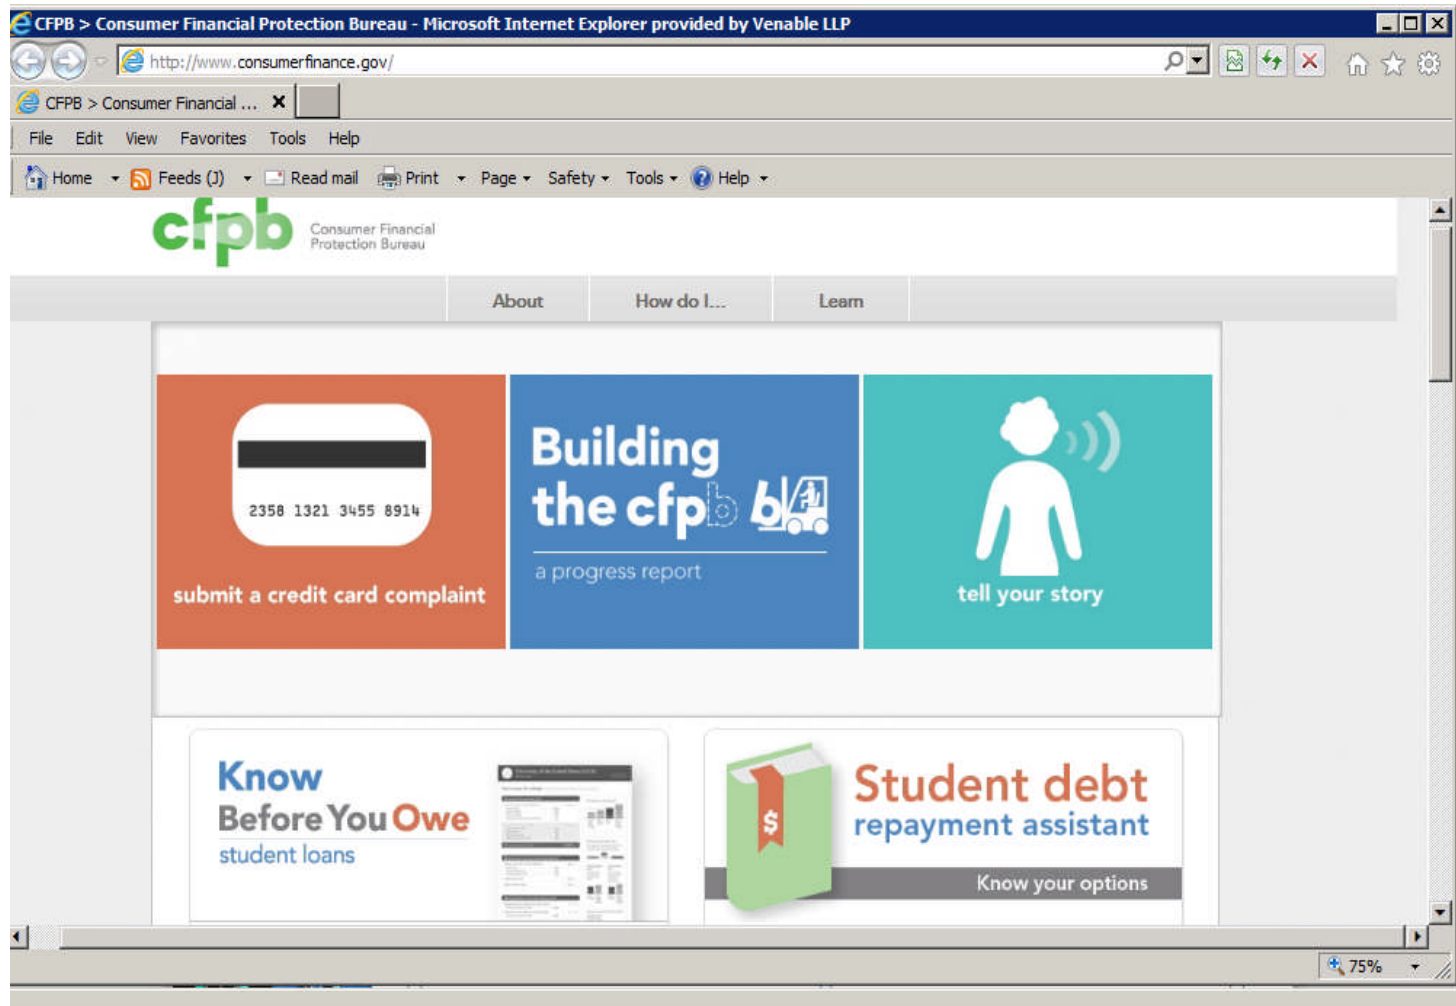 CFPB > Consumer Financial Protection Bureau - Microsoft Internet Explorer provided by Venable LLP
http://www.consumerfinance.gov/
CFPB > Consumer Financial ...
File Edit View Favorites Tools Help
Home Feeds (J) Read mail Print Page Safety Tools Help
cfpb
Consumer Financial
Protection Bureau
About How do I... Learn
2358 1321 3455 8914
submit a credit card complaint
Building
the cfpb b
a progress report
tell your story
Know
Before You Owe
student loans
$
Student debt
repayment assistant
Know your options
75%